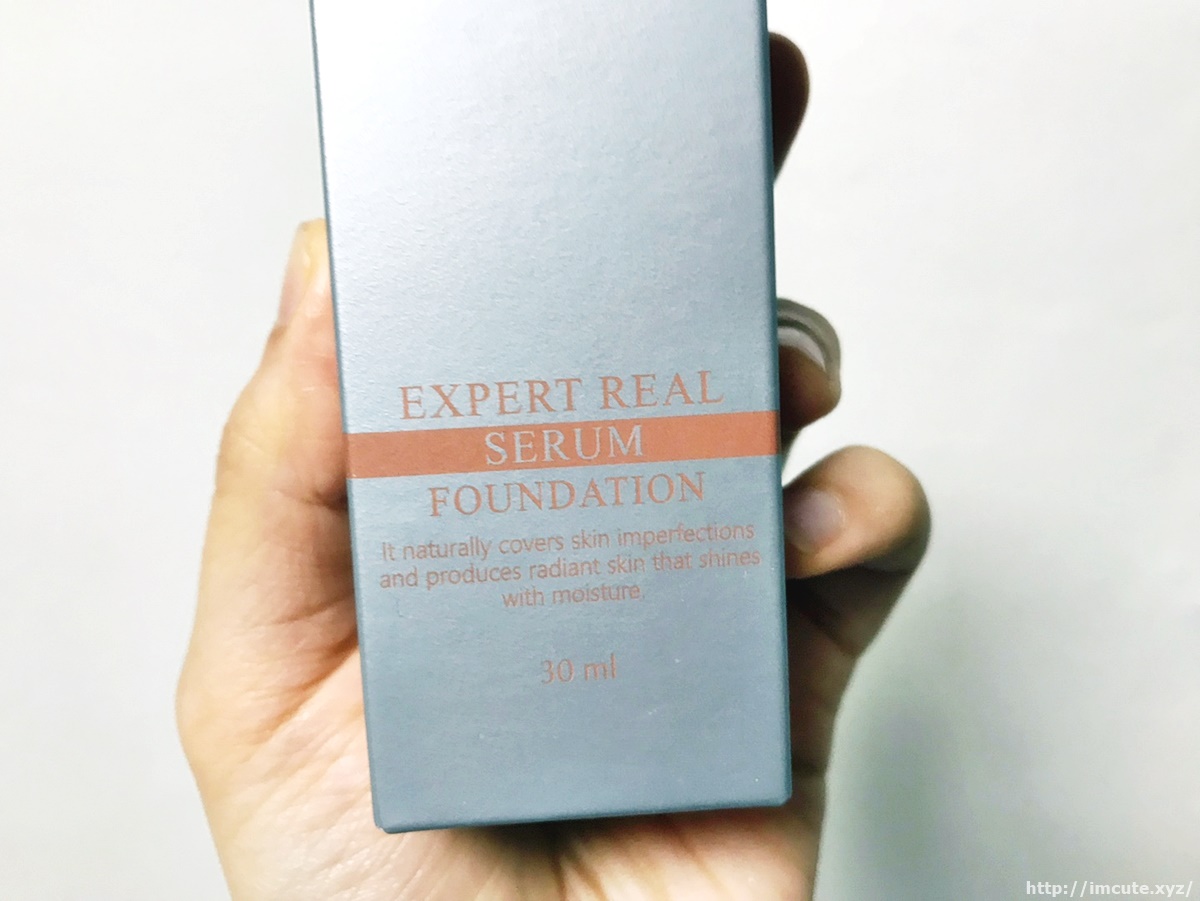 EXPERT REAL
SERUM
FOUNDATION
It naturally covers skin imperfections
and produces radiant skin that shines
with moisture.
30 ml
http://imcute.xyz/